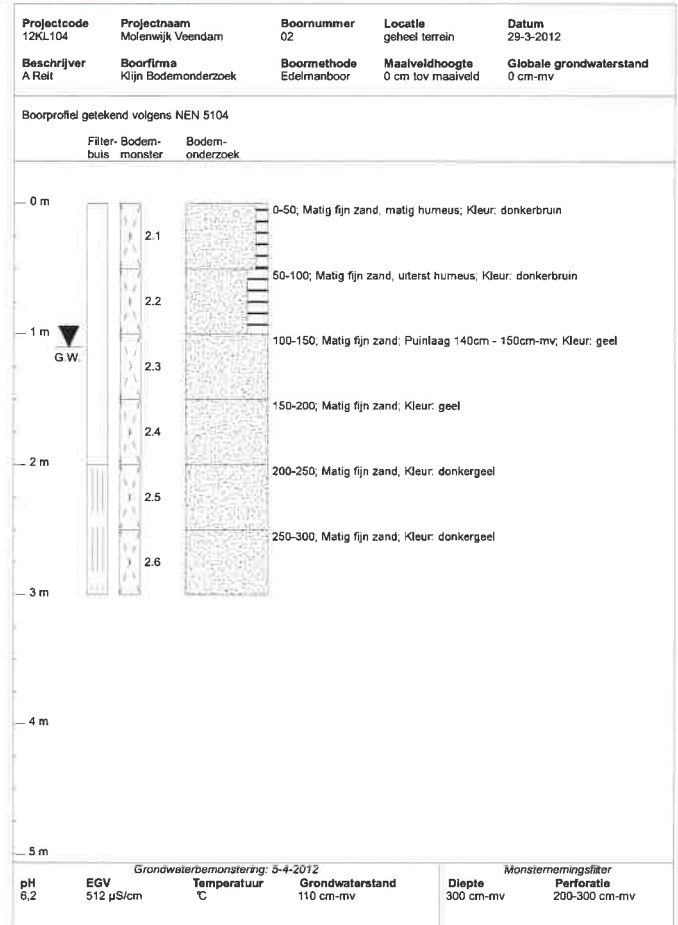 Projectcode Projectnaam Boornummer Locatie Datum
12KL104 Molenwijk Veendam 02 geheel terrein 29-3-2012
Beschrijver Boorfirma Boormethode Maaiveldhoogte Globale grondwaterstand
A Reit Klijn Bodemonderzoek Edelmanboor 0 cm tov maaiveld 0 cm-mv
Boorprofiel getekend volgens NEN 5104
Filter- Bodem- Bodem-
buis monster onderzoek
0 m
0-50; Matig fijn zand, matig humeus; Kleur: donkerbruin
2.1
50-100; Matig fijn zand, uiterst humeus; Kleur: donkerbruin
2.2
1 m
100-150; Matig fijn zand; Puinlaag 140cm - 150cm-mv; Kleur: geel
G.W.
2.3
150-200; Matig fijn zand; Kleur: geel
2.4
2 m
200-250; Matig fijn zand, Kleur: donkergeel
2.5
250-300; Matig fijn zand; Kleur: donkergeel
2.6
3 m
4 m
5 m
Grondwaterbemonstering: 5-4-2012 Monsternemingsfilter
pH EGV Temperatuur Grondwaterstand Diepte Perforatie
6,2 512 µS/cm °C 110 cm-mv 300 cm-mv 200-300 cm-mv